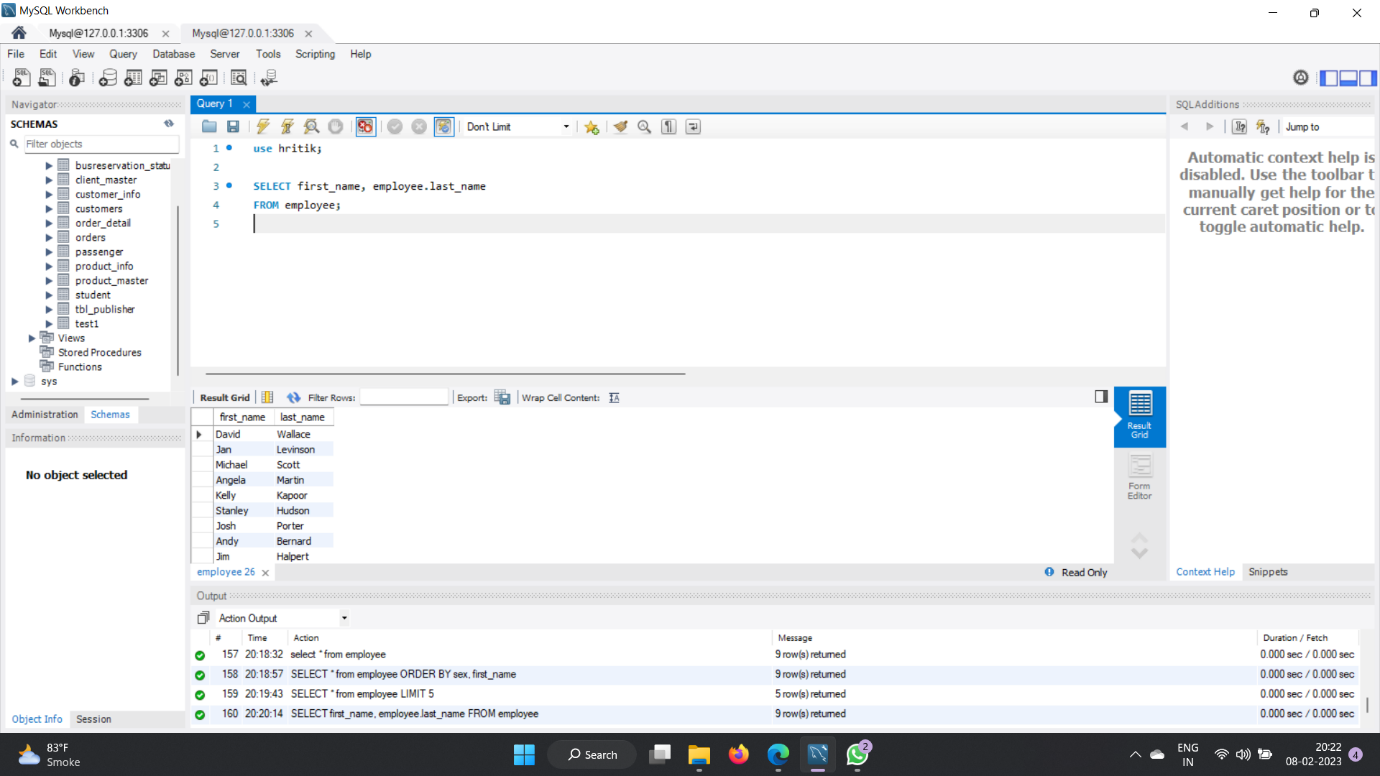 MySQL Workbench
Mysql@127.0.0.1:3306 Mysql@127.0.0.1:3306
File Edit View Query Database Server Tools Scripting Help
Navigator
SCHEMAS
Filter objects
busreservation_statu
client_master
customer_info
customers
order_detail
orders
passenger
product_info
product_master
student
tbl_publisher
test1
Views
Stored Procedures
Functions
sys
Administration Schemas
Information
No object selected
Object Info Session
Query 1
Don't Limit
1 use hritik;
2
3 SELECT first_name, employee.last_name
4 FROM employee;
5
Result Grid Filter Rows: Export: Wrap Cell Content:
first_name last_name
David Wallace
Jan Levinson
Michael Scott
Angela Martin
Kelly Kapoor
Stanley Hudson
Josh Porter
Andy Bernard
Jim Halpert
Result
Grid
Form
Editor
employee 26 Read Only
SQLAdditions
Jump to
Automatic context help is
disabled. Use the toolbar t
manually get help for the
current caret position or to
toggle automatic help.
Context Help Snippets
Output
Action Output
# Time Action Message Duration / Fetch
157 20:18:32 select * from employee 9 row(s) returned 0.000 sec / 0.000 sec
158 20:18:57 SELECT * from employee ORDER BY sex, first_name 9 row(s) returned 0.000 sec / 0.000 sec
159 20:19:43 SELECT * from employee LIMIT 5 5 row(s) returned 0.000 sec / 0.000 sec
160 20:20:14 SELECT first_name, employee.last_name FROM employee 9 row(s) returned 0.000 sec / 0.000 sec
83°F
Smoke
Search
2
ENG
IN
20:22
08-02-2023
4